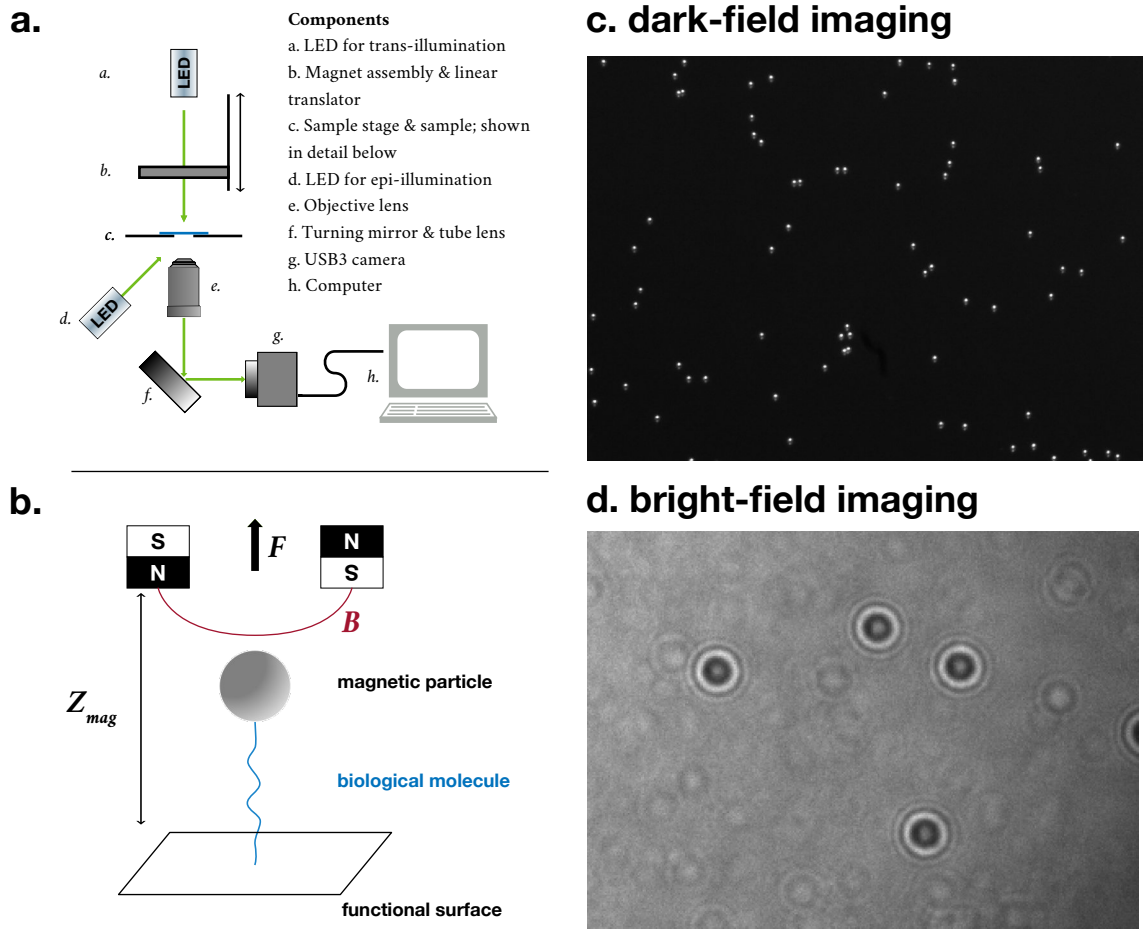 a.
Components
a. LED for trans-illumination
b. Magnet assembly & linear
translator
c. Sample stage & sample; shown
in detail below
d. LED for epi-illumination
e. Objective lens
f. Turning mirror & tube lens
g. USB3 camera
h. Computer
a.
LED
b.
c.
e.
d.
LED
g.
f.
h.
b.
S
N
F
N
S
B
magnetic particle
Zmag
biological molecule
functional surface
c. dark-field imaging
d. bright-field imaging